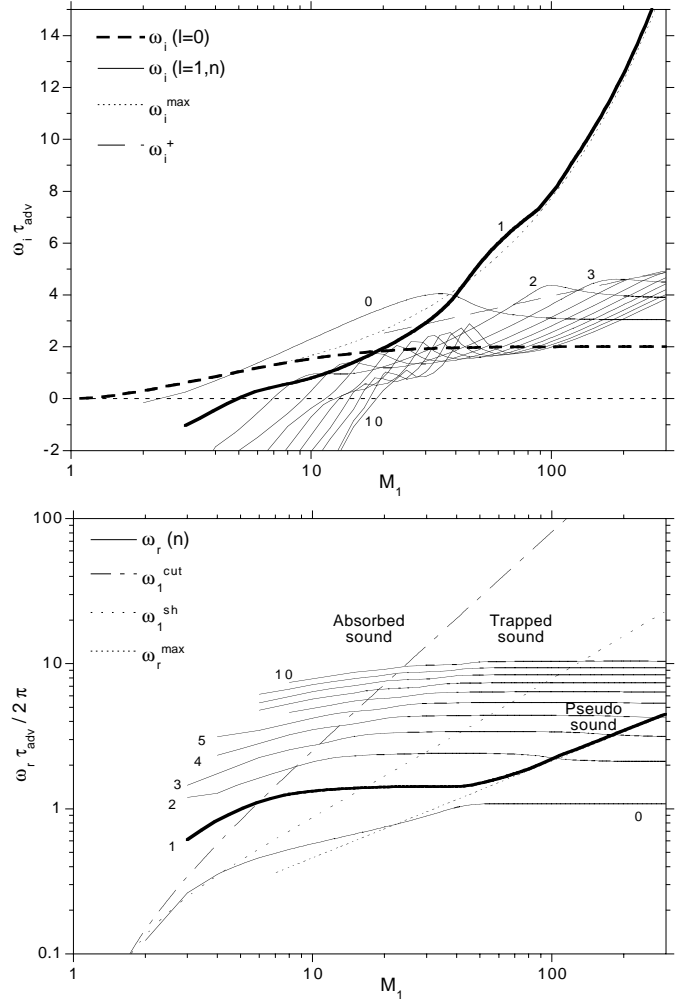 14
12
10
8
6
4
2
0
-2
ω_i τ_adv
ω_i (l=0)
ω_i (l=1,n)
ω_i^max
ω_i^+
0
1
2
3
10
1
10
100
M_1
100
10
1
0.1
ω_r τ_adv / 2 π
ω_r (n)
ω_1^cut
ω_1^sh
ω_r^max
Absorbed
sound
Trapped
sound
Pseudo
sound
10
5
4
3
2
1
0
1
10
100
M_1